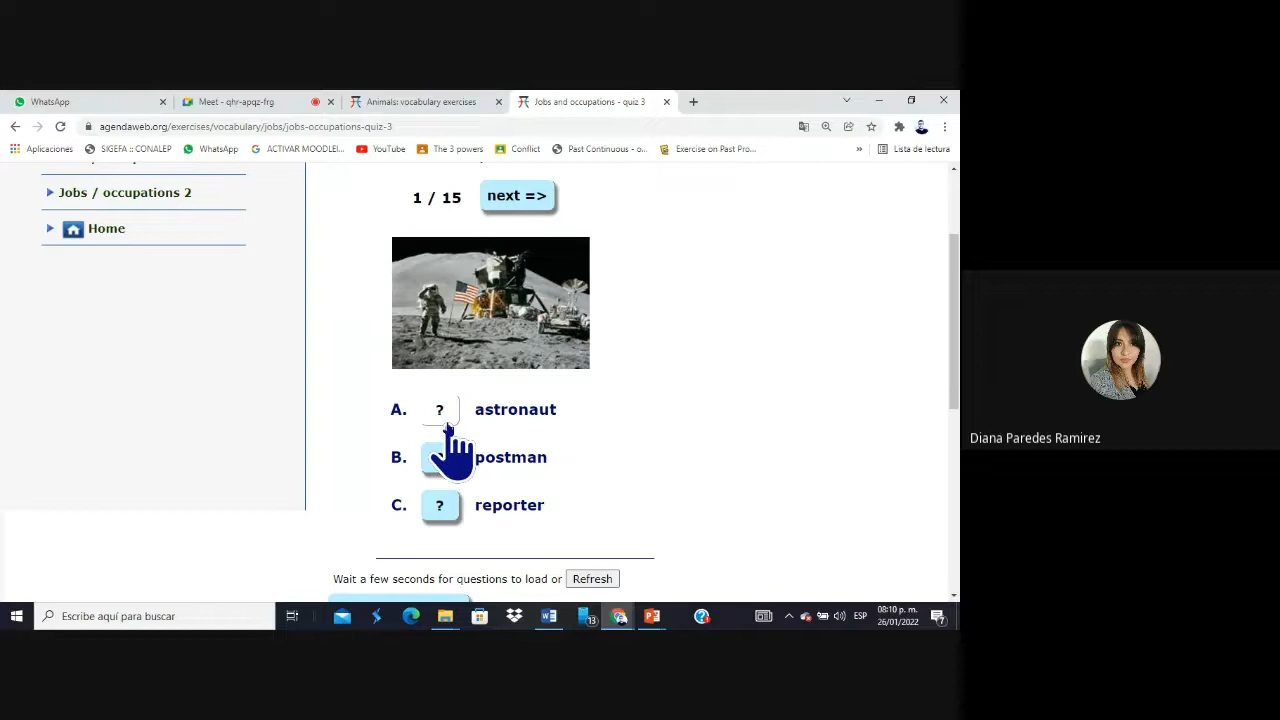 WhatsApp
Meet - qhr-apqz-frg
Animals: vocabulary exercises
Jobs and occupations - quiz 3
agendaweb.org/exercises/vocabulary/jobs/jobs-occupations-quiz-3
Aplicaciones
SIGEFA :: CONALEP
WhatsApp
ACTIVAR MOODLEI...
YouTube
The 3 powers
Conflict
Past Continuous - o...
Exercise on Past Pro...
»
Lista de lectura
Jobs / occupations 2
Home
1 / 15
next =>
A. ? astronaut
B. postman
C. ? reporter
Wait a few seconds for questions to load or Refresh
Diana Paredes Ramirez
Escribe aquí para buscar
13
ESP
08:10 p. m.
26/01/2022
7